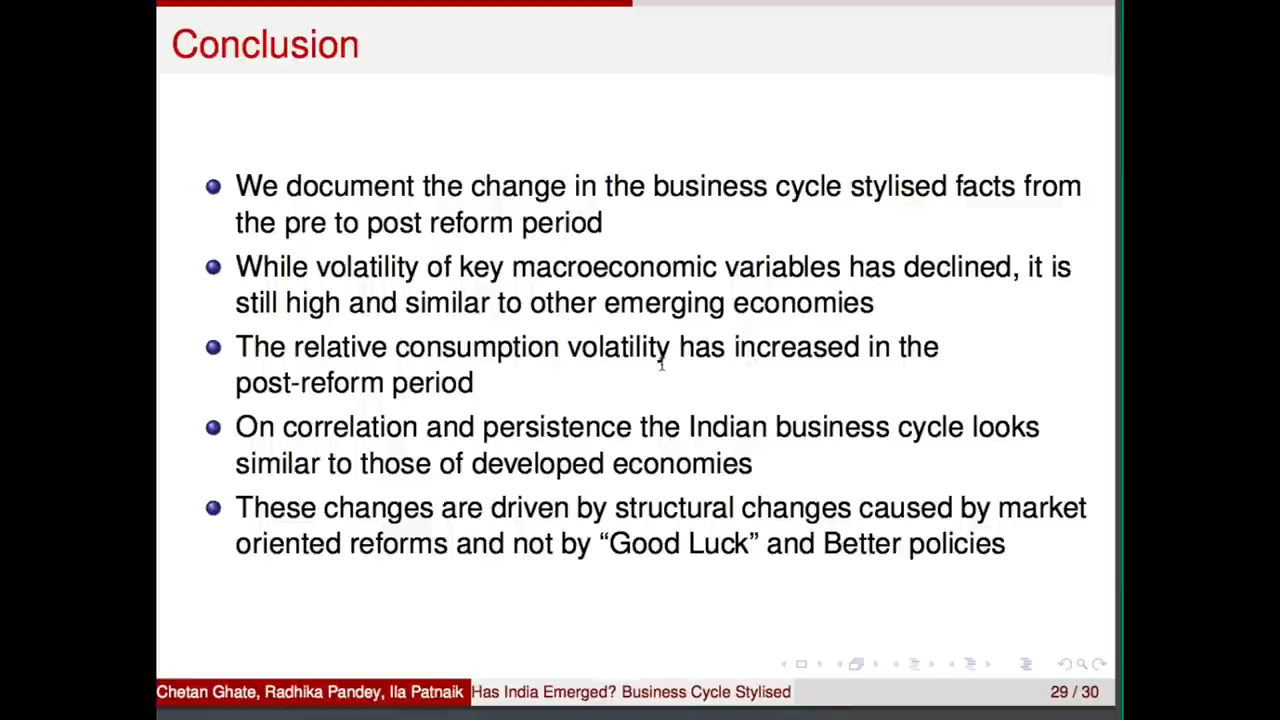 Conclusion
We document the change in the business cycle stylised facts from
the pre to post reform period
While volatility of key macroeconomic variables has declined, it is
still high and similar to other emerging economies
The relative consumption volatility has increased in the
post-reform period
On correlation and persistence the Indian business cycle looks
similar to those of developed economies
These changes are driven by structural changes caused by market
oriented reforms and not by “Good Luck” and Better policies
Chetan Ghate, Radhika Pandey, Ila Patnaik Has India Emerged? Business Cycle Stylised 29 / 30